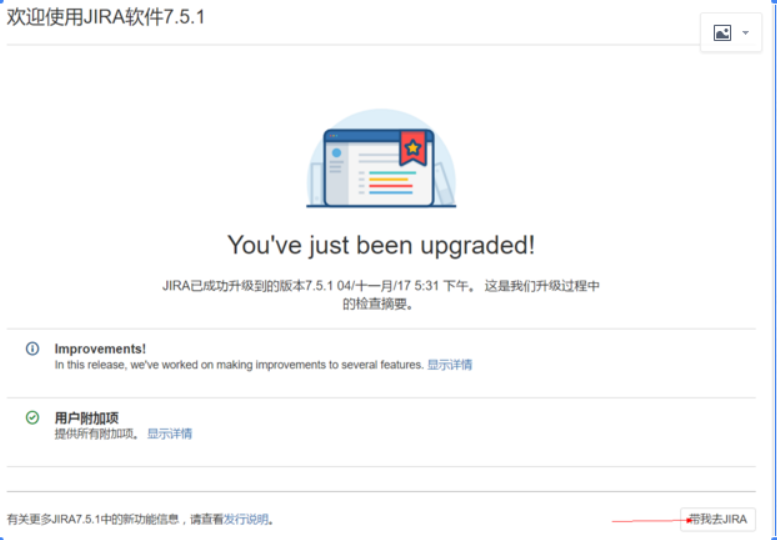 欢迎使用JIRA软件7.5.1
You've just been upgraded!
JIRA已成功升级到的版本7.5.1 04/十一月/17 5:31 下午。 这是我们升级过程中
的检查摘要。
Improvements!
In this release, we've worked on making improvements to several features. 显示详情
用户附加项
提供所有附加项。 显示详情
有关更多JIRA7.5.1中的新功能信息，请查看发行说明。
带我去JIRA